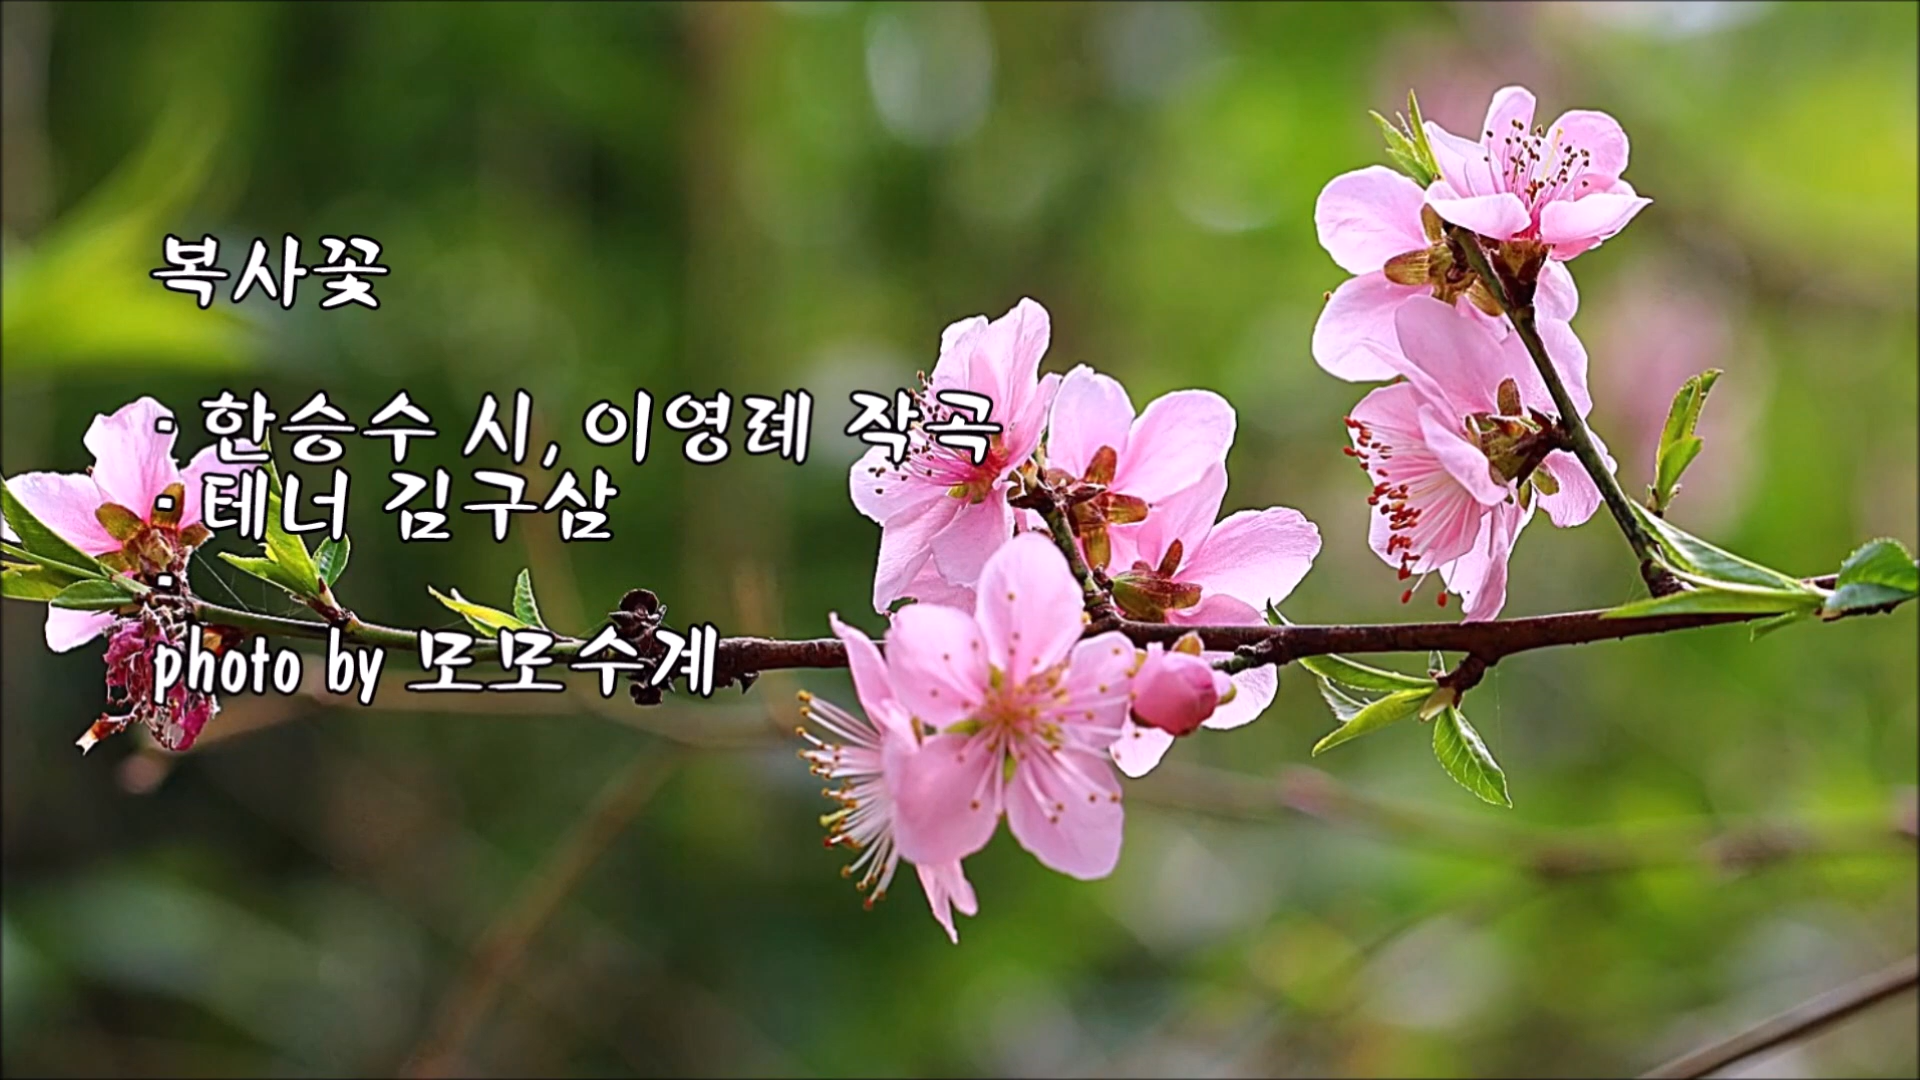 복사꽃
- 한승수 시, 이영례 작곡
- 테너 김구삼
-
photo by 모모수계